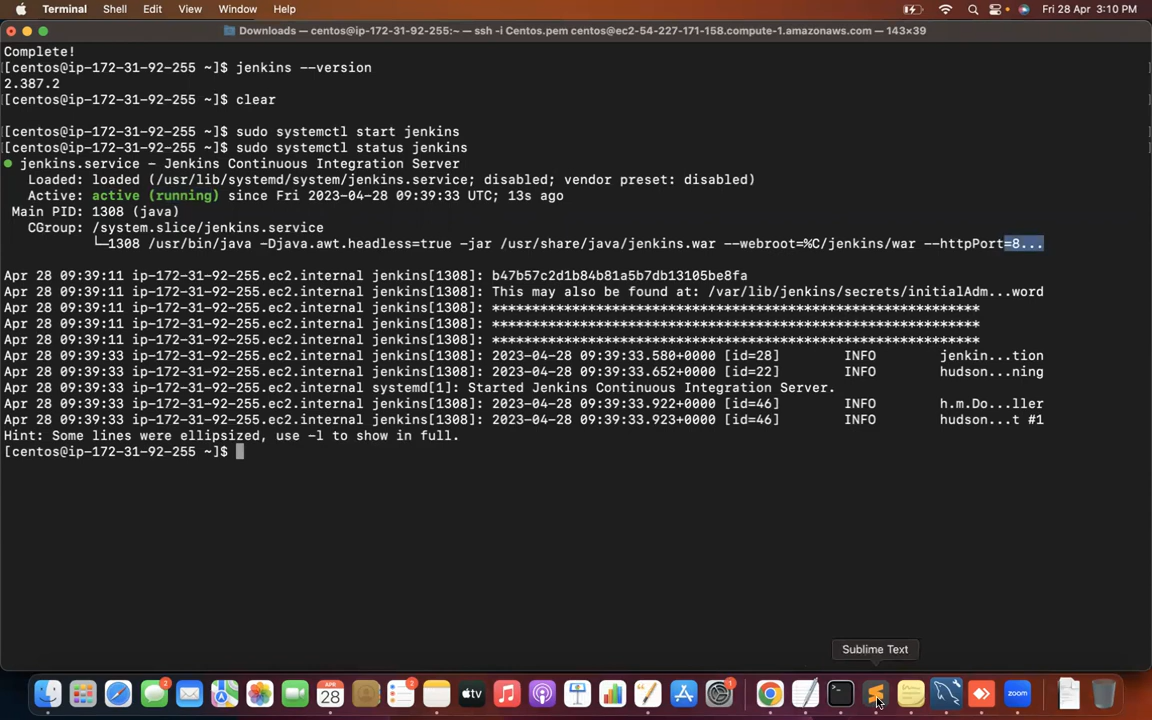 Terminal Shell Edit View Window Help Fri 28 Apr 3:10 PM
Downloads — centos@ip-172-31-92-255:~ — ssh -i Centos.pem centos@ec2-54-227-171-158.compute-1.amazonaws.com — 143×39
Complete!
[centos@ip-172-31-92-255 ~]$ jenkins --version
2.387.2
[centos@ip-172-31-92-255 ~]$ clear
[centos@ip-172-31-92-255 ~]$ sudo systemctl start jenkins
[centos@ip-172-31-92-255 ~]$ sudo systemctl status jenkins
● jenkins.service - Jenkins Continuous Integration Server
Loaded: loaded (/usr/lib/systemd/system/jenkins.service; disabled; vendor preset: disabled)
Active: active (running) since Fri 2023-04-28 09:39:33 UTC; 13s ago
Main PID: 1308 (java)
CGroup: /system.slice/jenkins.service
└─1308 /usr/bin/java -Djava.awt.headless=true -jar /usr/share/java/jenkins.war --webroot=%C/jenkins/war --httpPort=8...
Apr 28 09:39:11 ip-172-31-92-255.ec2.internal jenkins[1308]: b47b57c2d1b84b81a5b7db13105be8fa
Apr 28 09:39:11 ip-172-31-92-255.ec2.internal jenkins[1308]: This may also be found at: /var/lib/jenkins/secrets/initialAdm...word
Apr 28 09:39:11 ip-172-31-92-255.ec2.internal jenkins[1308]: *************************************************************
Apr 28 09:39:11 ip-172-31-92-255.ec2.internal jenkins[1308]: *************************************************************
Apr 28 09:39:11 ip-172-31-92-255.ec2.internal jenkins[1308]: *************************************************************
Apr 28 09:39:33 ip-172-31-92-255.ec2.internal jenkins[1308]: 2023-04-28 09:39:33.580+0000 [id=28] INFO jenkin...tion
Apr 28 09:39:33 ip-172-31-92-255.ec2.internal jenkins[1308]: 2023-04-28 09:39:33.652+0000 [id=22] INFO hudson...ning
Apr 28 09:39:33 ip-172-31-92-255.ec2.internal systemd[1]: Started Jenkins Continuous Integration Server.
Apr 28 09:39:33 ip-172-31-92-255.ec2.internal jenkins[1308]: 2023-04-28 09:39:33.922+0000 [id=46] INFO h.m.Do...ller
Apr 28 09:39:33 ip-172-31-92-255.ec2.internal jenkins[1308]: 2023-04-28 09:39:33.923+0000 [id=46] INFO hudson...t #1
Hint: Some lines were ellipsized, use -l to show in full.
[centos@ip-172-31-92-255 ~]$
Sublime Text
2
APR
28
2
tv
1
zoom